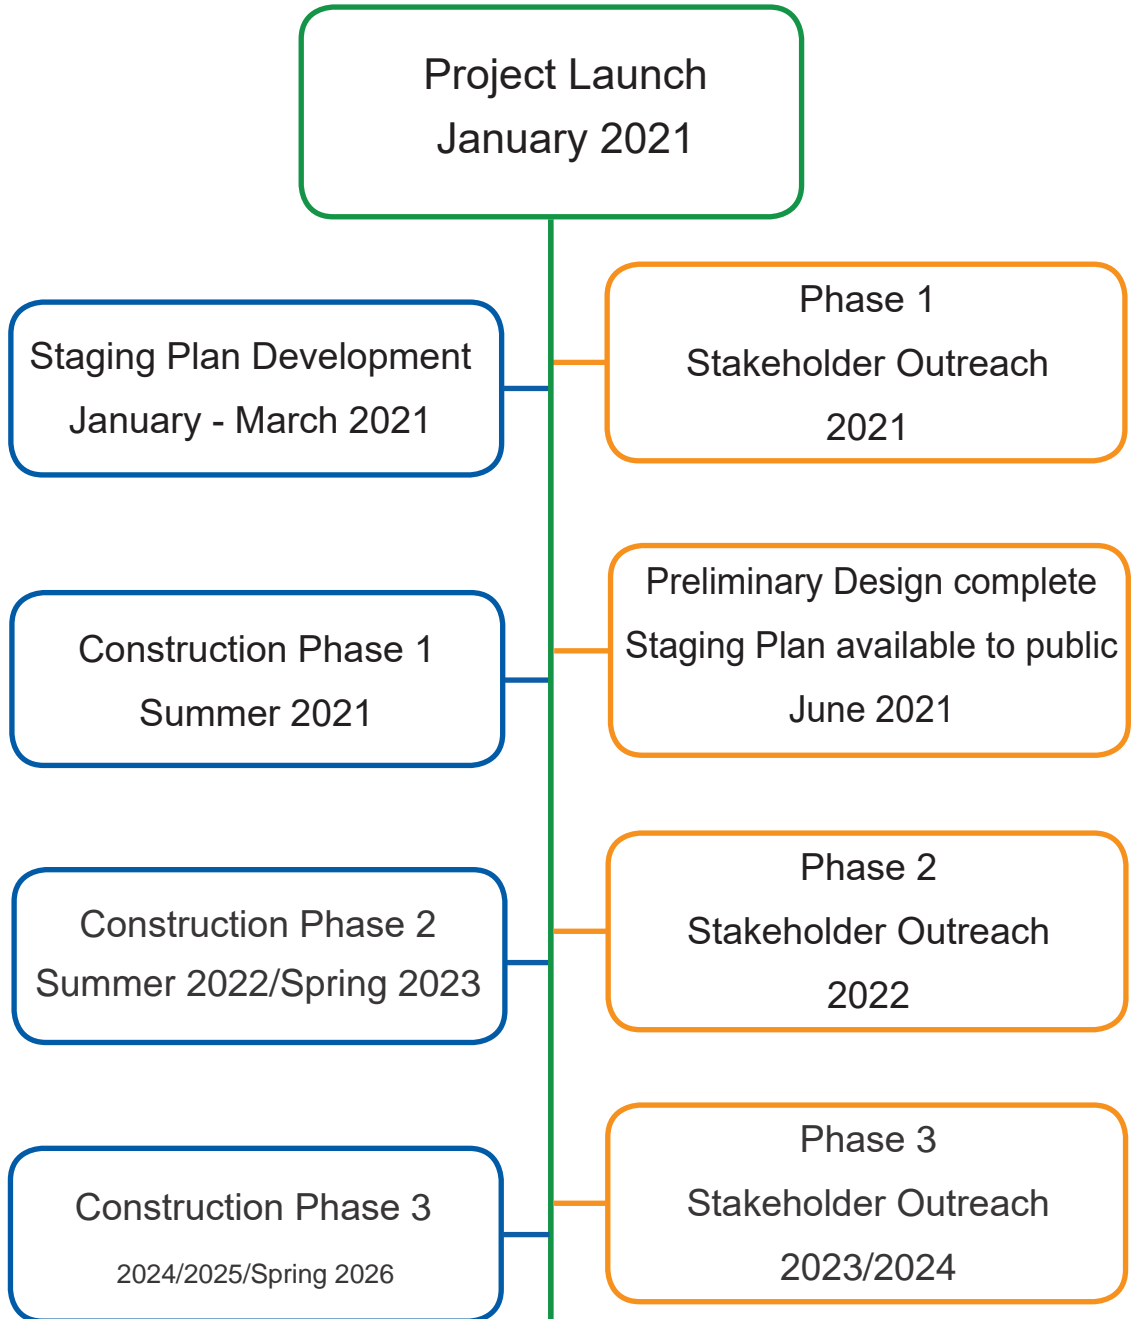 Project Launch
January 2021
Phase 1
Stakeholder Outreach
2021
Staging Plan Development
January - March 2021
Preliminary Design complete
Staging Plan available to public
June 2021
Construction Phase 1
Summer 2021
Phase 2
Stakeholder Outreach
2022
Construction Phase 2
Summer 2022/Spring 2023
Phase 3
Stakeholder Outreach
2023/2024
Construction Phase 3
2024/2025/Spring 2026